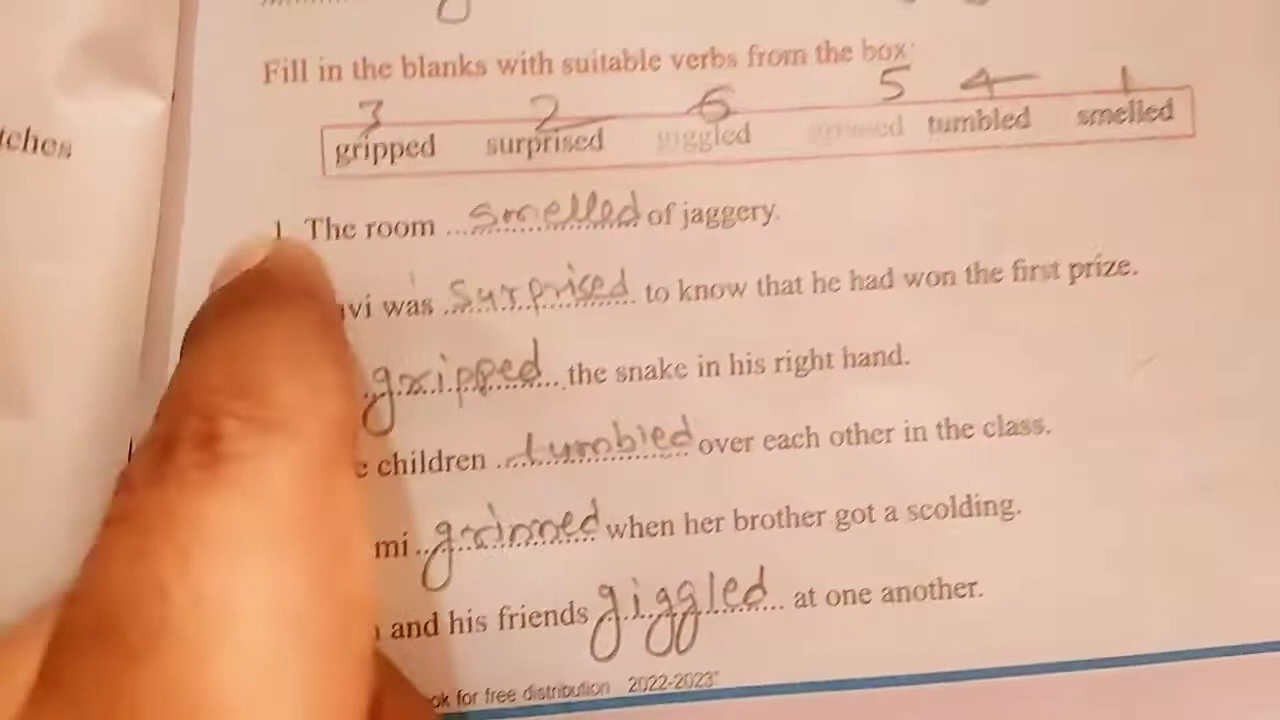 tches
Fill in the blanks with suitable verbs from the box:
3 2 6 5 4 1
gripped surprised giggled grinned tumbled smelled
1 The room smelled of jaggery.
vi was surprised to know that he had won the first prize.
gripped the snake in his right hand.
children tumbled over each other in the class.
mi grinned when her brother got a scolding.
and his friends giggled at one another.
ok for free distribution 2022-2023